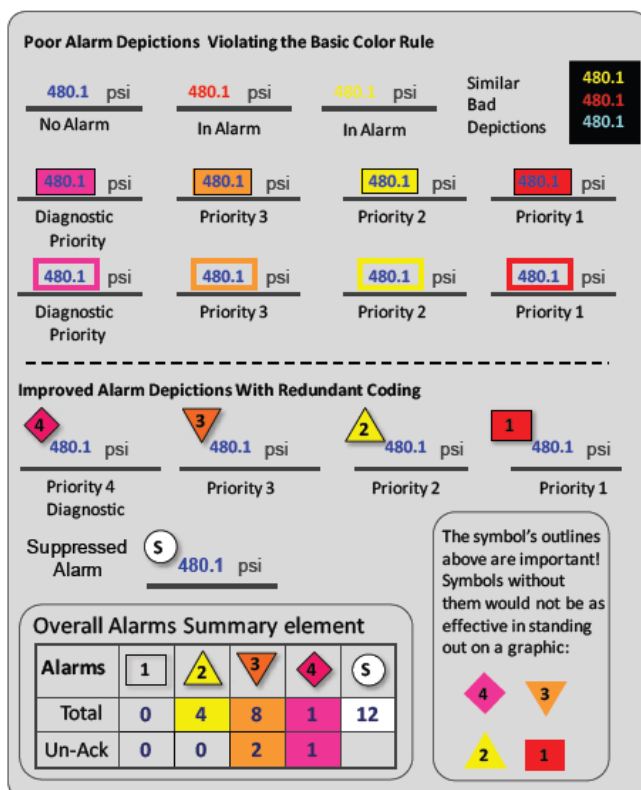 Poor Alarm Depictions Violating the Basic Color Rule
480.1 psi
No Alarm
480.1 psi
In Alarm
480.1 psi
In Alarm
Similar
Bad
Depictions
480.1
480.1
480.1
480.1 psi
Diagnostic
Priority
480.1 psi
Priority 3
480.1 psi
Priority 2
480.1 psi
Priority 1
480.1 psi
Diagnostic
Priority
480.1 psi
Priority 3
480.1 psi
Priority 2
480.1 psi
Priority 1
Improved Alarm Depictions With Redundant Coding
4
480.1 psi
Priority 4
Diagnostic
3
480.1 psi
Priority 3
2
480.1 psi
Priority 2
1
480.1 psi
Priority 1
Suppressed
Alarm
S
480.1 psi
The symbol's outlines
above are important!
Symbols without
them would not be as
effective in standing
out on a graphic:
4 3
2 1
Overall Alarms Summary element
Alarms 1 2 3 4 S
Total 0 4 8 1 12
Un-Ack 0 0 2 1